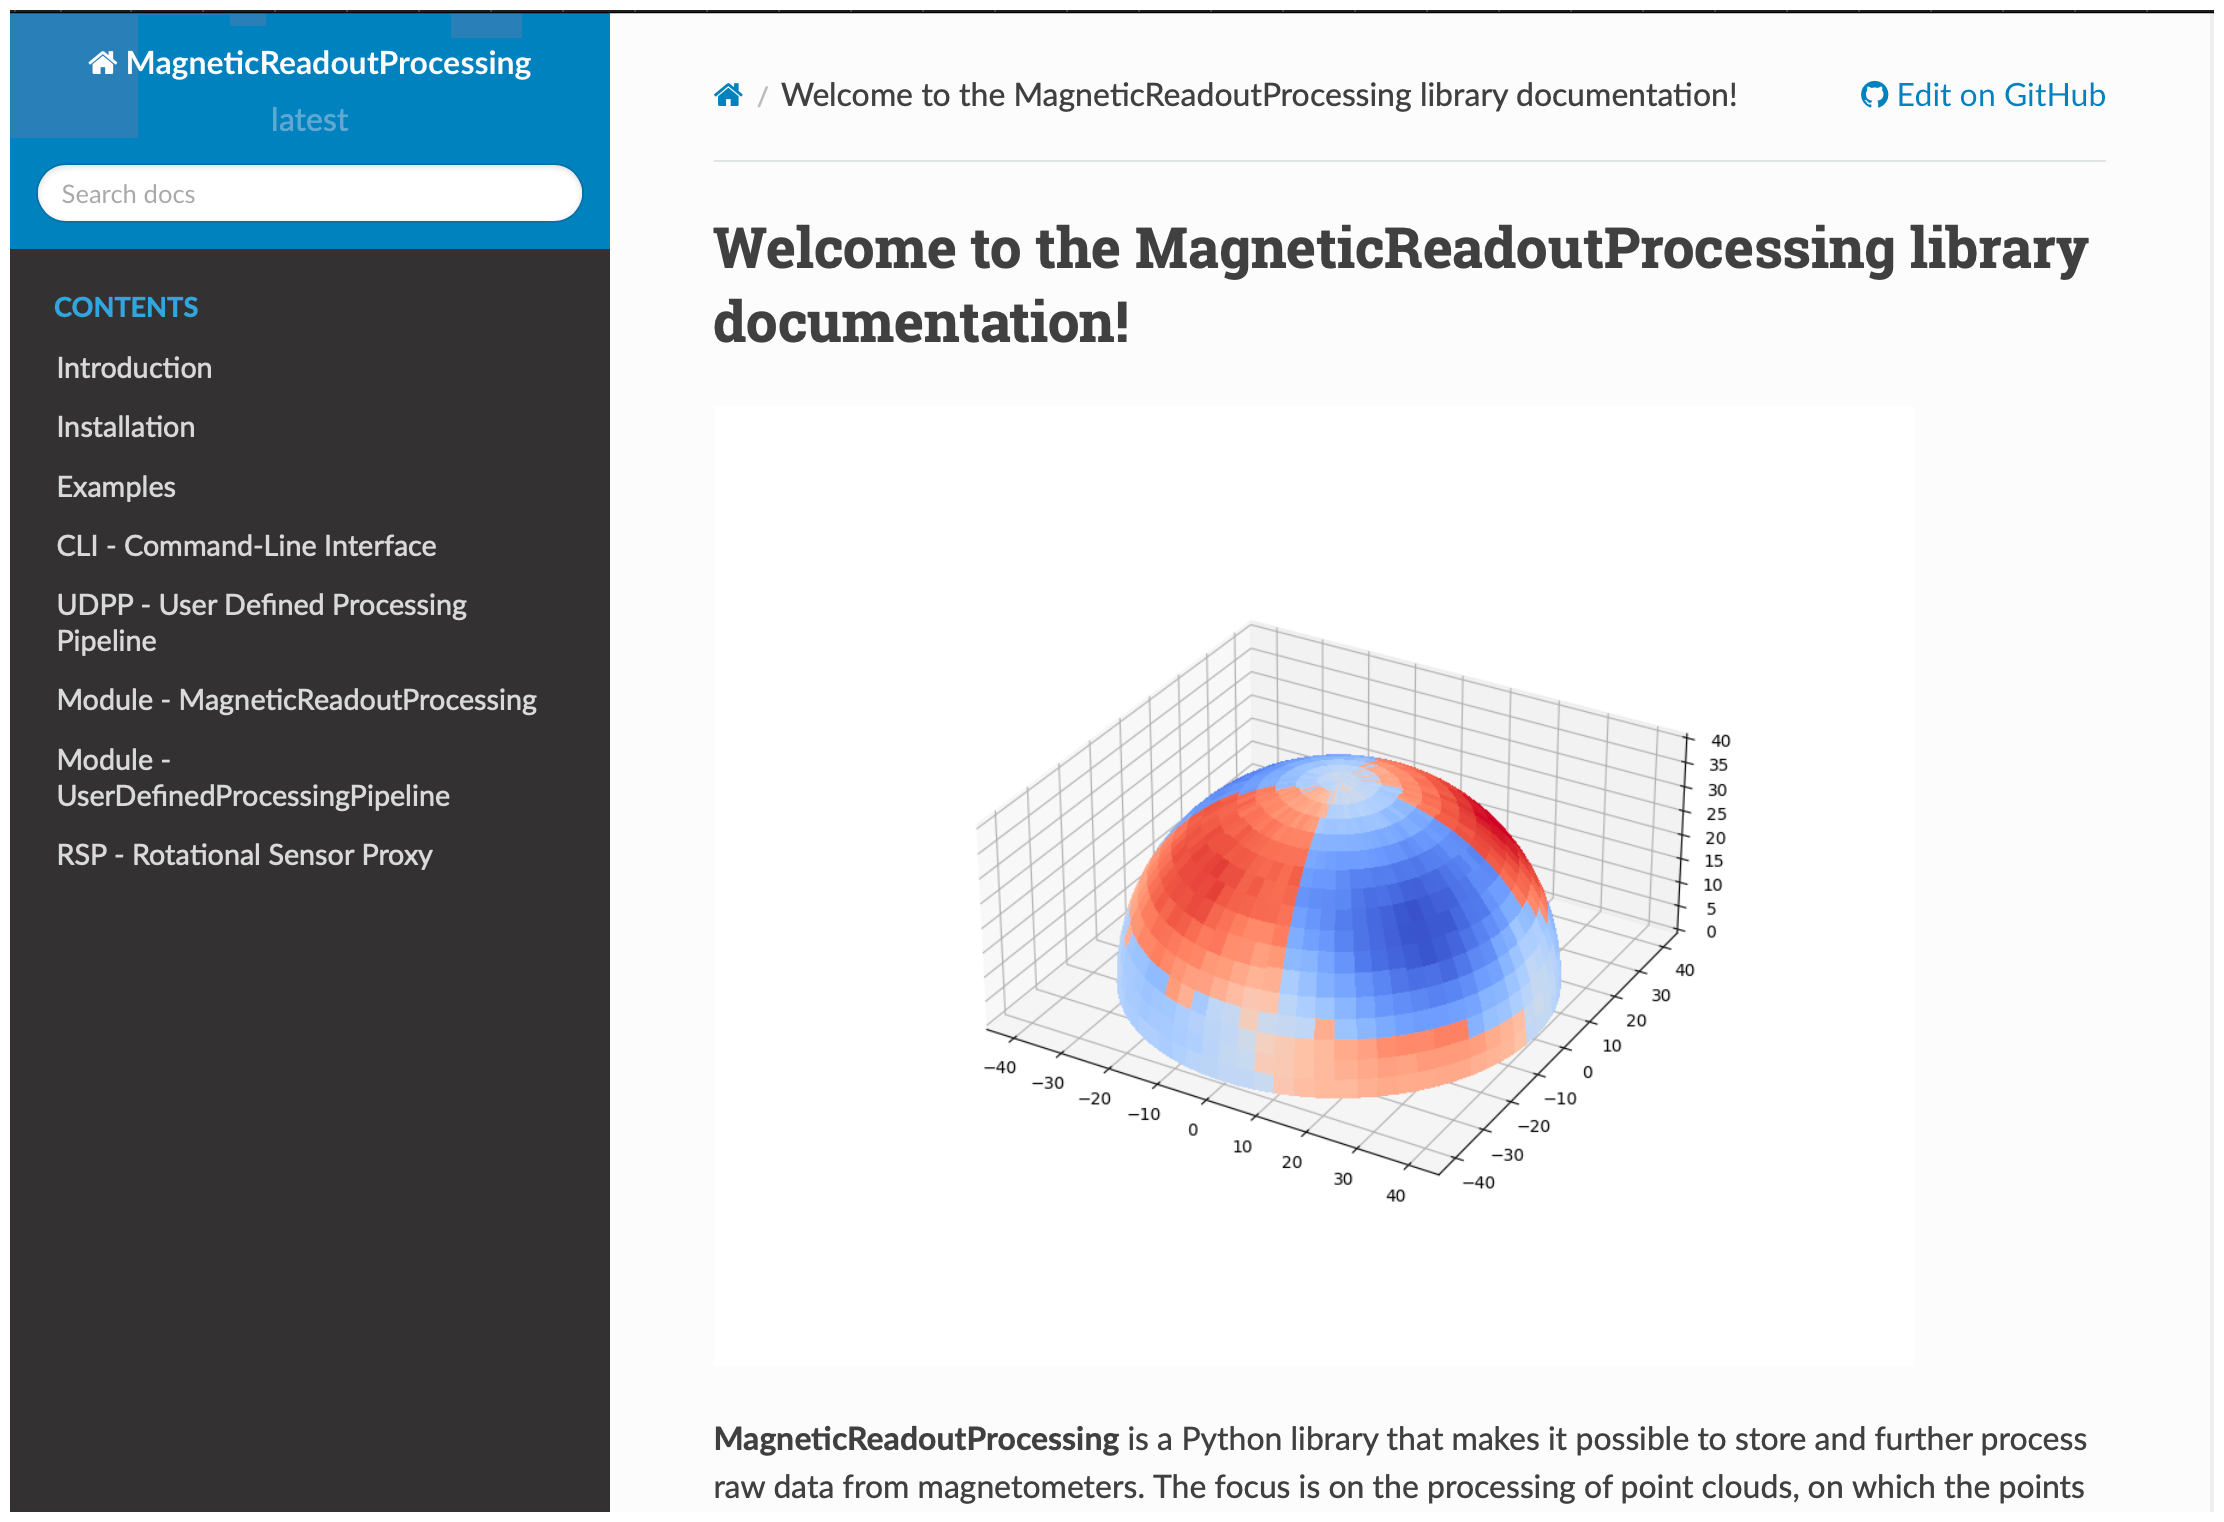 MagneticReadoutProcessing
latest
Search docs
CONTENTS
Introduction
Installation
Examples
CLI - Command-Line Interface
UDPP - User Defined Processing
Pipeline
Module - MagneticReadoutProcessing
Module -
UserDefinedProcessingPipeline
RSP - Rotational Sensor Proxy
/ Welcome to the MagneticReadoutProcessing library documentation!
Edit on GitHub
Welcome to the MagneticReadoutProcessing library
documentation!
40
35
30
25
20
15
10
5
0
40
30
20
10
0
−10
−20
−30
−40
−40
−30
−20
−10
0
10
20
30
40
MagneticReadoutProcessing is a Python library that makes it possible to store and further process
raw data from magnetometers. The focus is on the processing of point clouds, on which the points